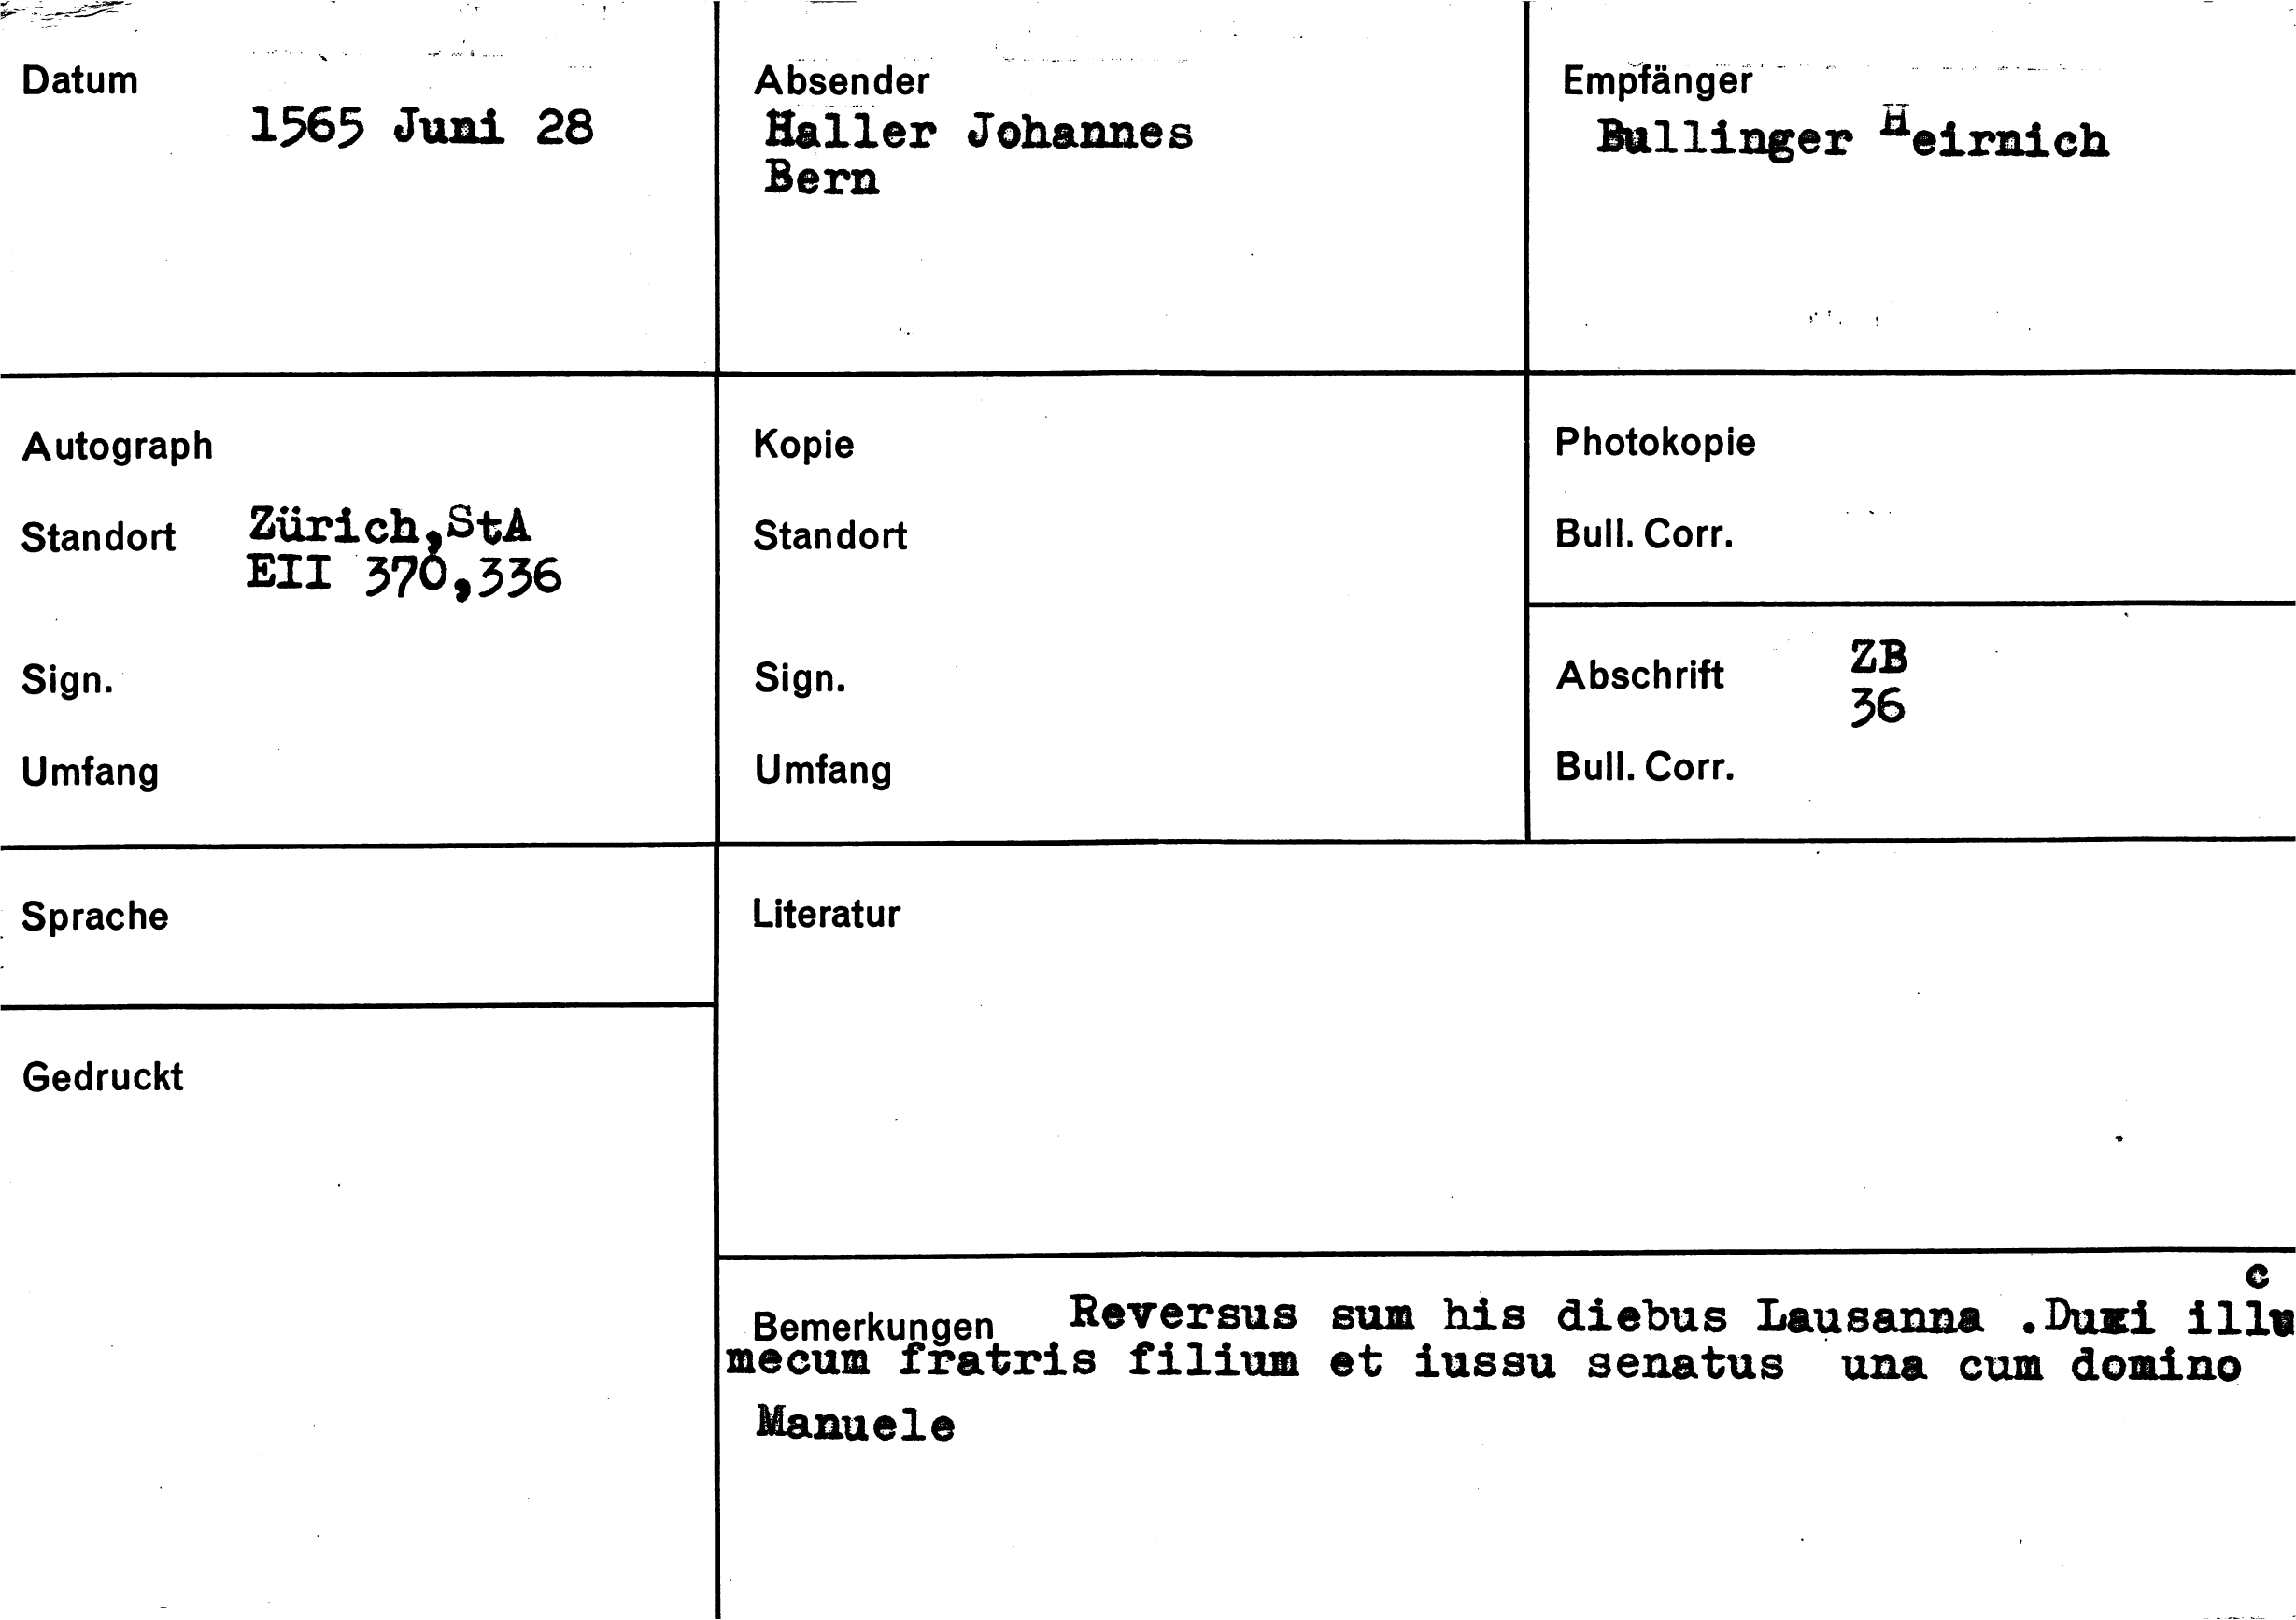 Datum
1565 Juni 28
Absender
Haller Johannes
Bern
Empfänger
Bullinger Heirnich
Autograph
Standort Zürich,StA
EII 370,336
Sign.
Umfang
Kopie
Standort
Sign.
Umfang
Photokopie
Bull. Corr.
Abschrift ZB
36
Bull. Corr.
Sprache
Literatur
Gedruckt
c
Bemerkungen Reversus sum his diebus Lausanna .Duxi illu
mecum fratris filium et iussu senatus una cum domino
Manuele